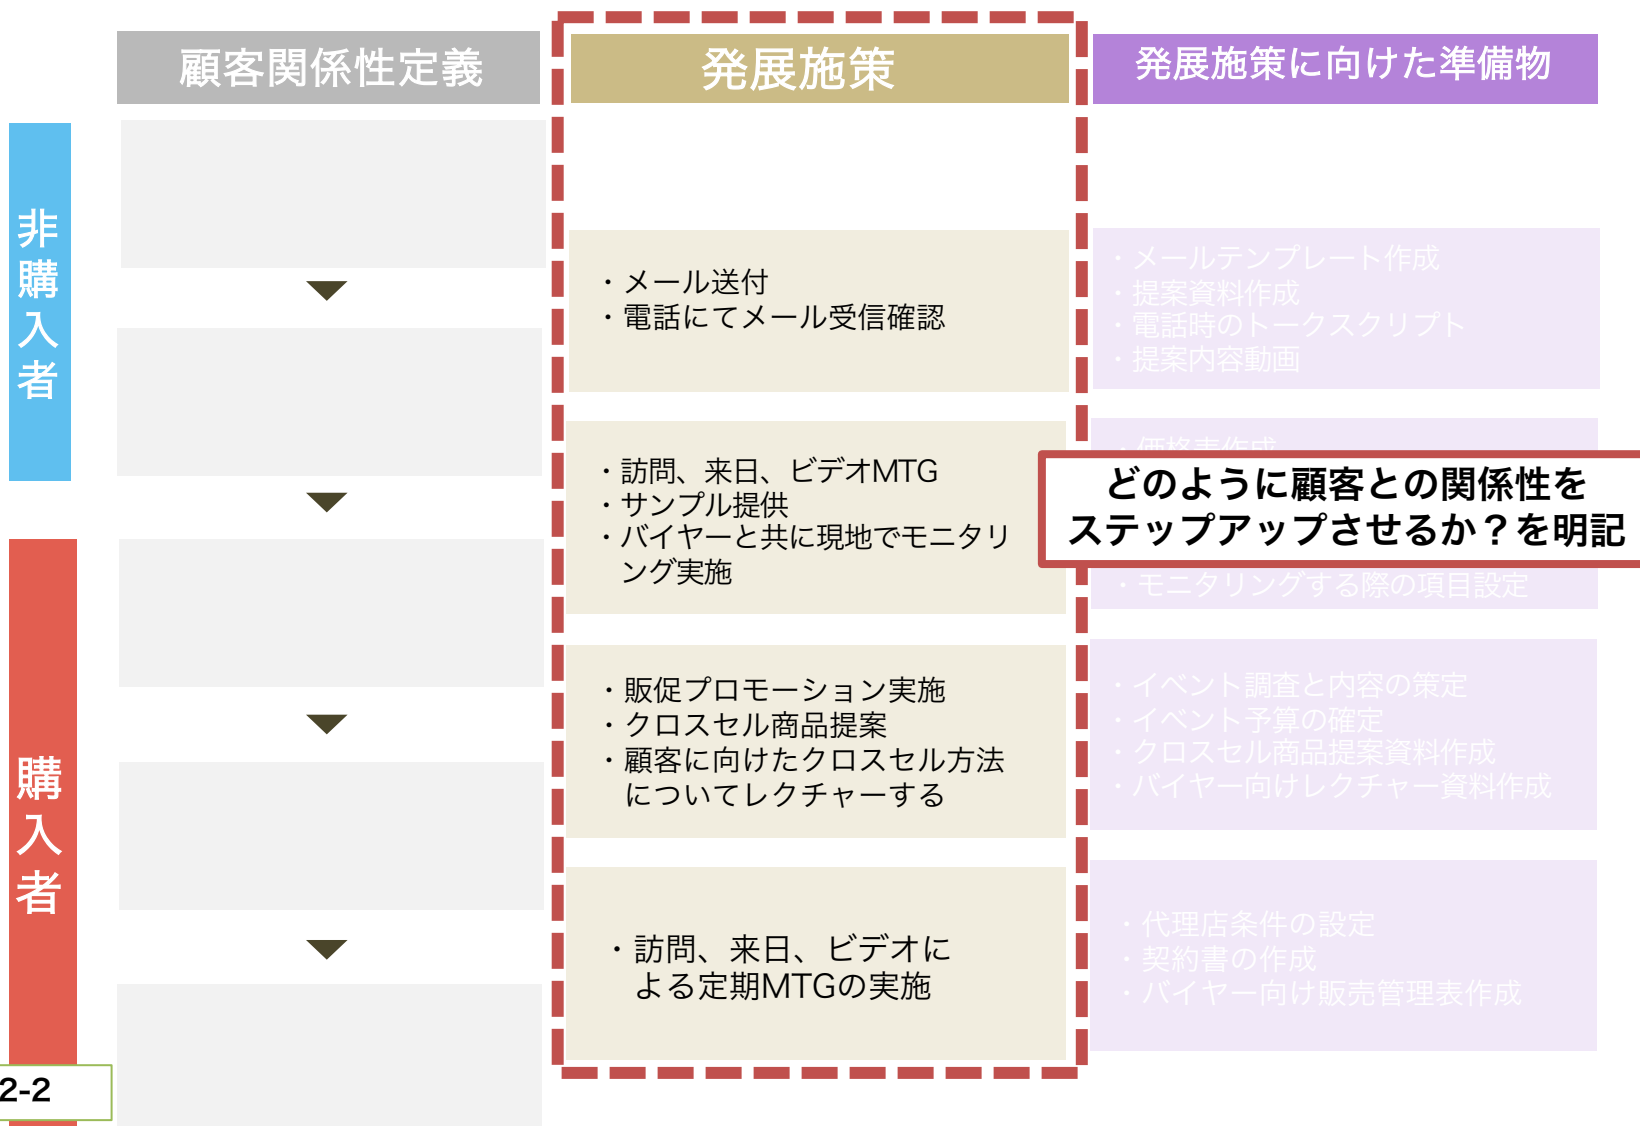 顧客関係性定義
発展施策
発展施策に向けた準備物
非購入者
購入者
・メール送付
・電話にてメール受信確認
・メールテンプレート作成
・提案資料作成
・電話時のトークスクリプト
・提案内容動画
・訪問、来日、ビデオMTG
・サンプル提供
・バイヤーと共に現地でモニタリ
ング実施
・価格表作成
どのように顧客との関係性を
ステップアップさせるか？を明記
・モニタリングする際の項目設定
・販促プロモーション実施
・クロスセル商品提案
・顧客に向けたクロスセル方法
についてレクチャーする
・イベント調査と内容の策定
・イベント予算の確定
・クロスセル商品提案資料作成
・バイヤー向けレクチャー資料作成
・訪問、来日、ビデオに
よる定期MTGの実施
・代理店条件の設定
・契約書の作成
・バイヤー向け販売管理表作成
2-2